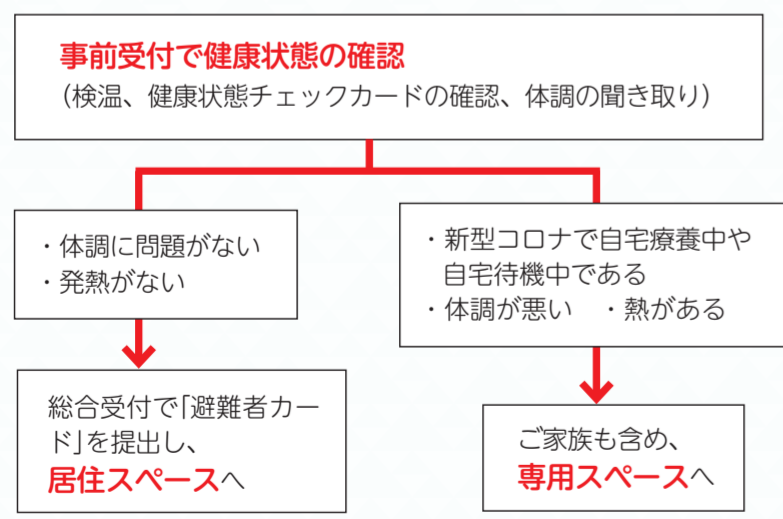 事前受付で健康状態の確認
（検温、健康状態チェックカードの確認、体調の聞き取り）
・体調に問題がない
・発熱がない
・新型コロナで自宅療養中や
自宅待機中である
・体調が悪い　・熱がある
総合受付で「避難者カー
ド」を提出し、
居住スペースへ
ご家族も含め、
専用スペースへ